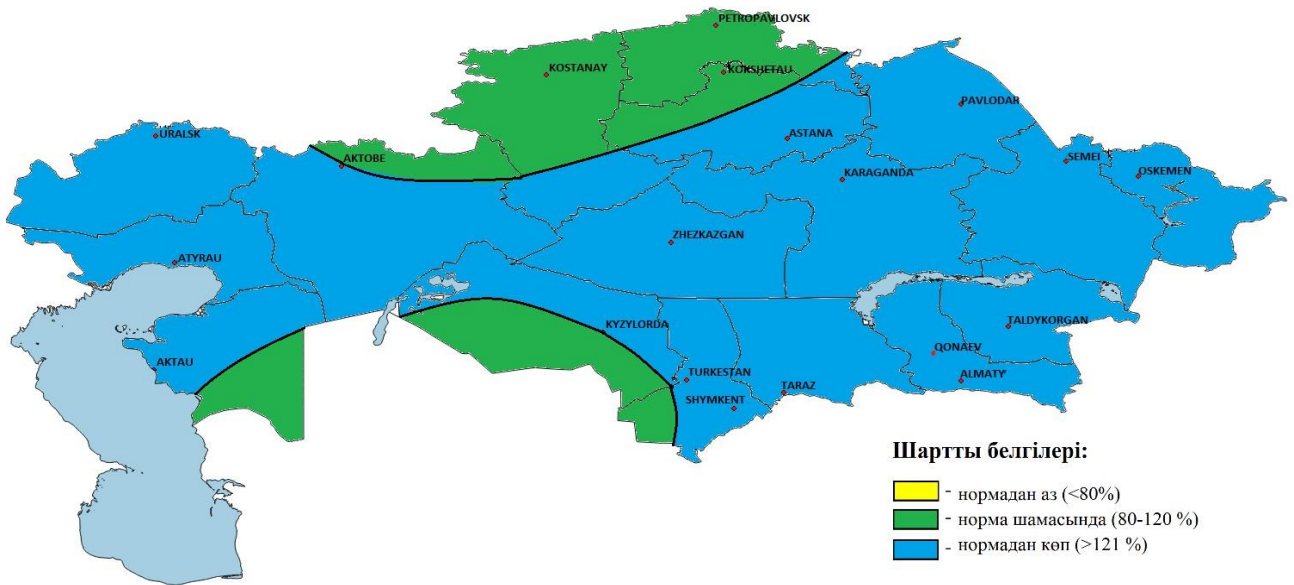 PETROPAVLOVSK
KOSTANAY
KOKSHETAU
PAVLODAR
URALSK
ASTANA
AKTOBE
SEMEI
KARAGANDA
OSKEMEN
ZHEZKAZGAN
ATYRAU
KYZYLORDA
TALDYKORGAN
QONAEV
AKTAU
TURKESTAN
ALMATY
TARAZ
SHYMKENT
Шартты белгілері:
- нормадан аз (<80%)
- норма шамасында (80-120 %)
- нормадан көп (>121 %)